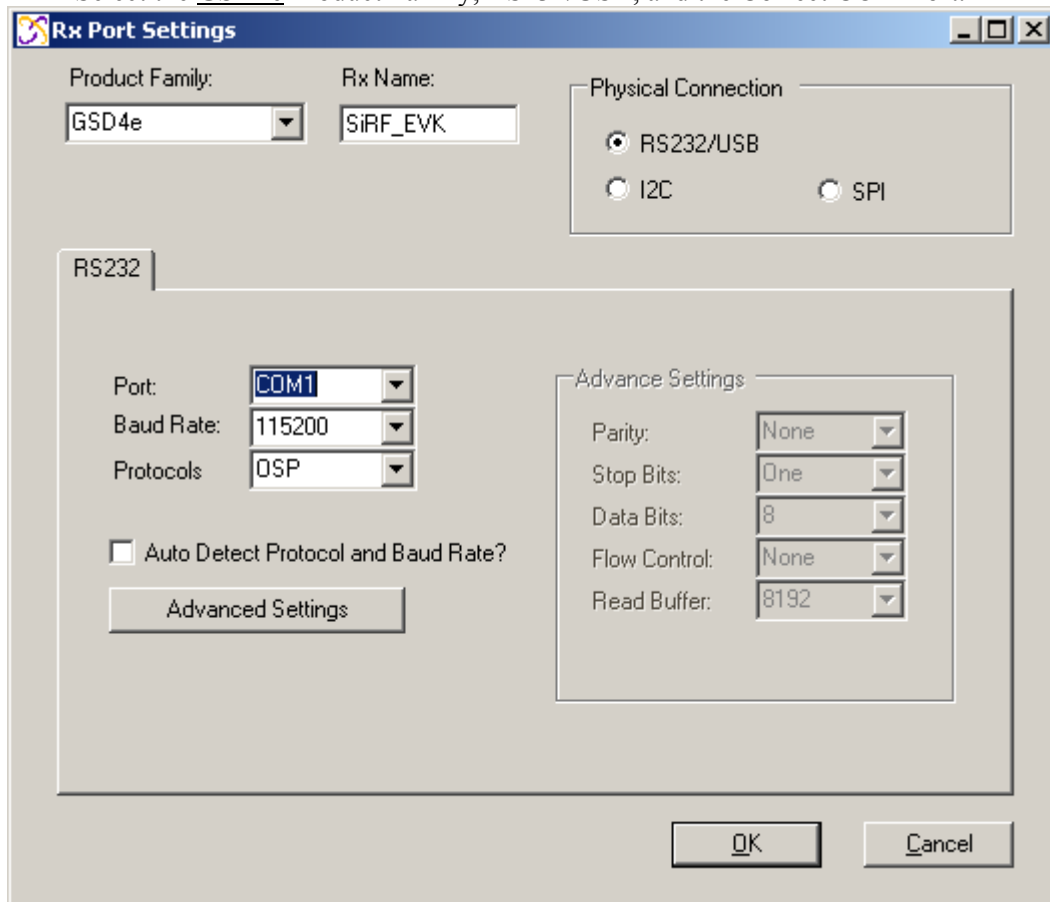 Rx Port Settings
Product Family: Rx Name:
GSD4e SiRF_EVK
Physical Connection
RS232/USB
I2C SPI
RS232
Port: COM1
Baud Rate: 115200
Protocols OSP
Auto Detect Protocol and Baud Rate?
Advanced Settings
Advance Settings
Parity: None
Stop Bits: One
Data Bits: 8
Flow Control: None
Read Buffer: 8192
OK Cancel